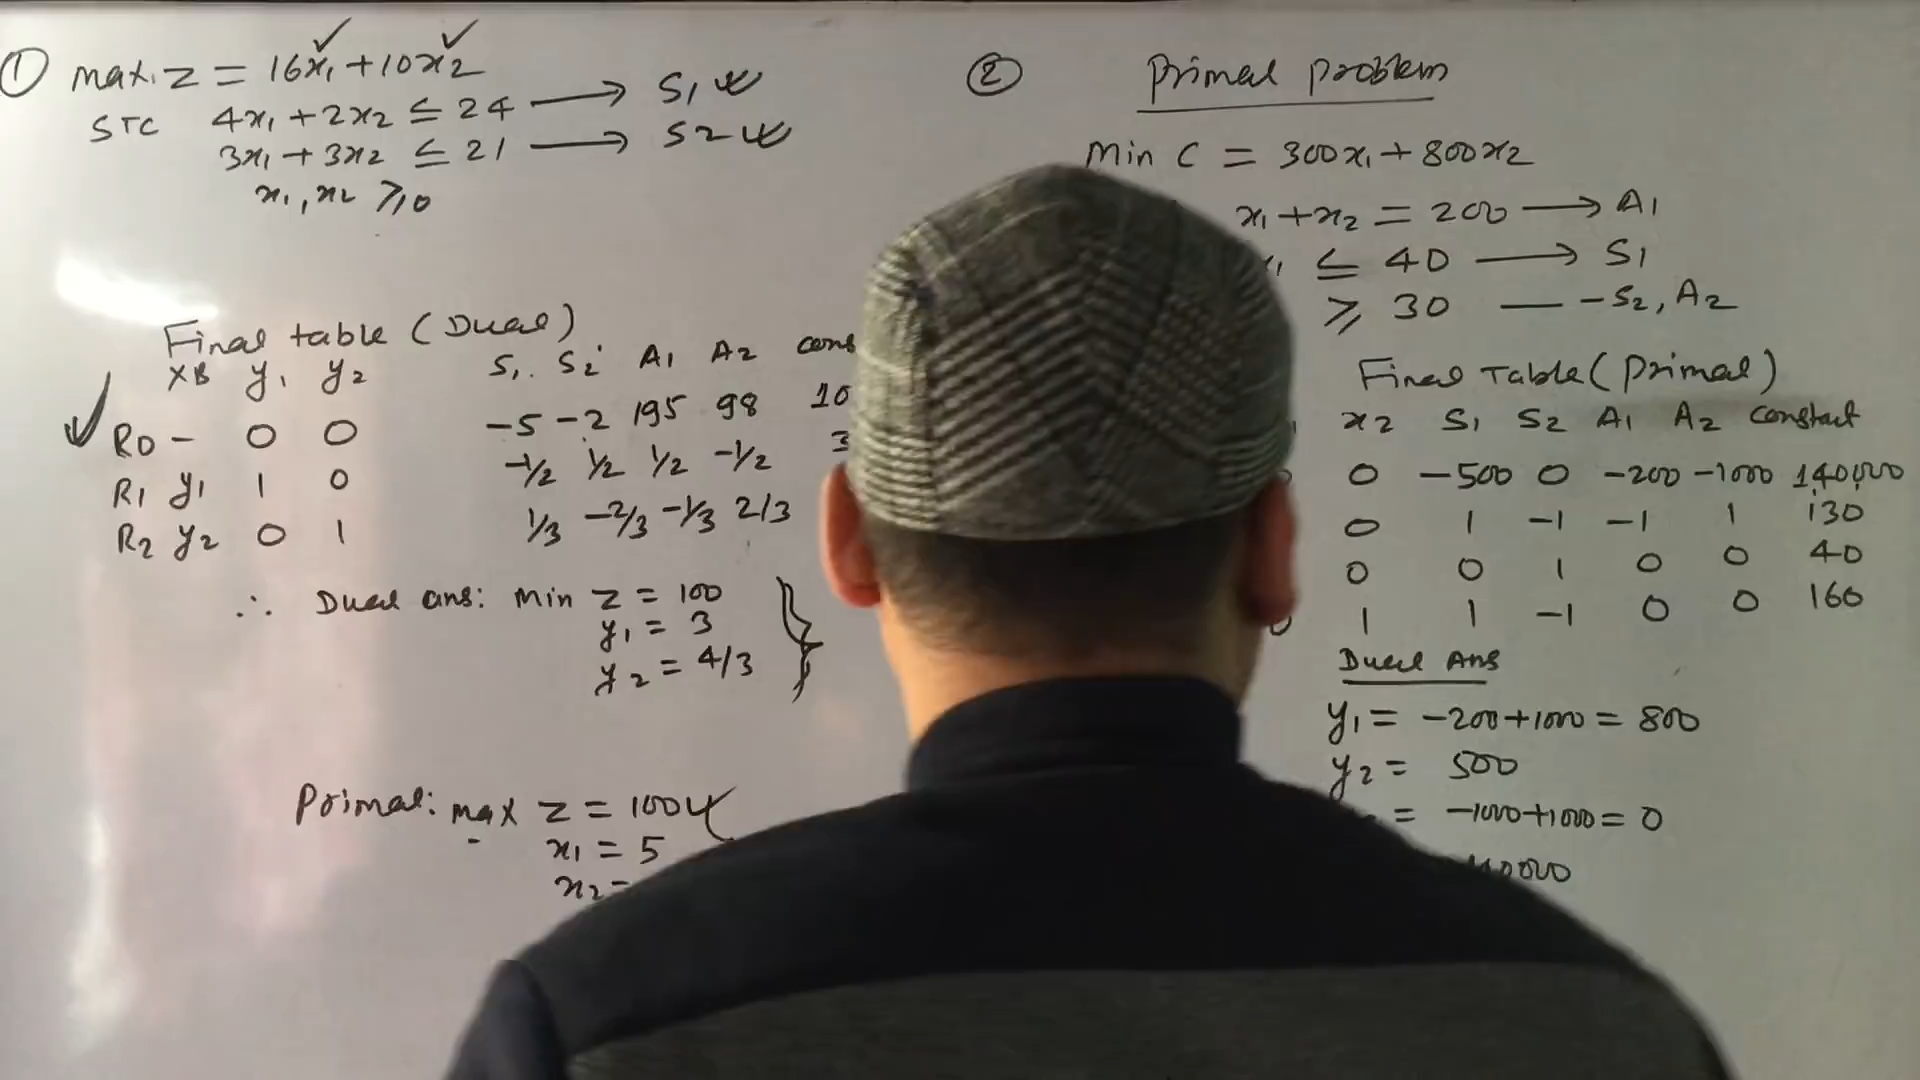 ① max. Z = 16x₁ + 10x₂
STC 4x₁ + 2x₂ ≤ 24 ⟶ S₁
3x₁ + 3x₂ ≤ 21 ⟶ S₂
x₁, x₂ ≥ 0
Final table (Dual)
XB y₁ y₂ S₁ S₂ A₁ A₂ cons
R0 - 0 0 -5 -2 195 98 10
R1 y₁ 1 0 -1/2 1/2 1/2 -1/2 3
R2 y₂ 0 1 1/3 -2/3 -1/3 2/3
∴ Dual ans: Min Z = 100
y₁ = 3
y₂ = 4/3
Primal: max Z = 100
x₁ = 5
x₂ =
② Primal problem
Min C = 300x₁ + 800x₂
x₁ + x₂ = 200 ⟶ A₁
≤ 40 ⟶ S₁
≥ 30 — -S₂, A₂
Final Table (Primal)
x₂ S₁ S₂ A₁ A₂ constant
0 -500 0 -200 -1000 140000
0 1 -1 -1 1 130
0 0 1 0 0 40
0 1 1 -1 0 0 160
Dual Ans
y₁ = -200+1000 = 800
y₂ = 500
= -1000+1000 = 0